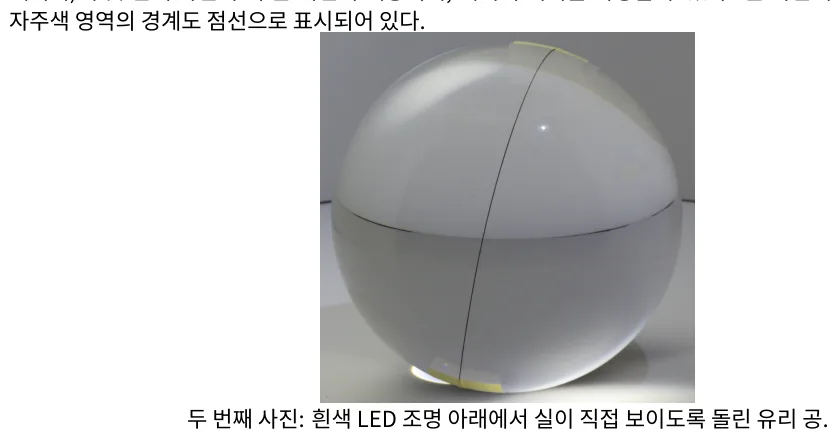 자주색 영역의 경계도 점선으로 표시되어 있다.
두 번째 사진: 흰색 LED 조명 아래에서 실이 직접 보이도록 돌린 유리 공.